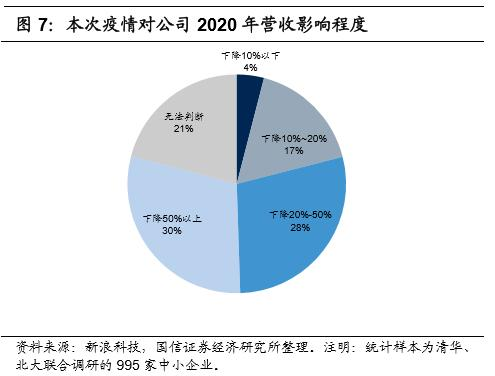 图 7：本次疫情对公司 2020 年营收影响程度
下降10%以下
4%
下降10%~20%
17%
下降20%-50%
28%
下降50%以上
30%
无法判断
21%
资料来源：新浪科技，国信证券经济研究所整理．注明：统计样本为清华、
北大联合调研的 995 家中小企业．